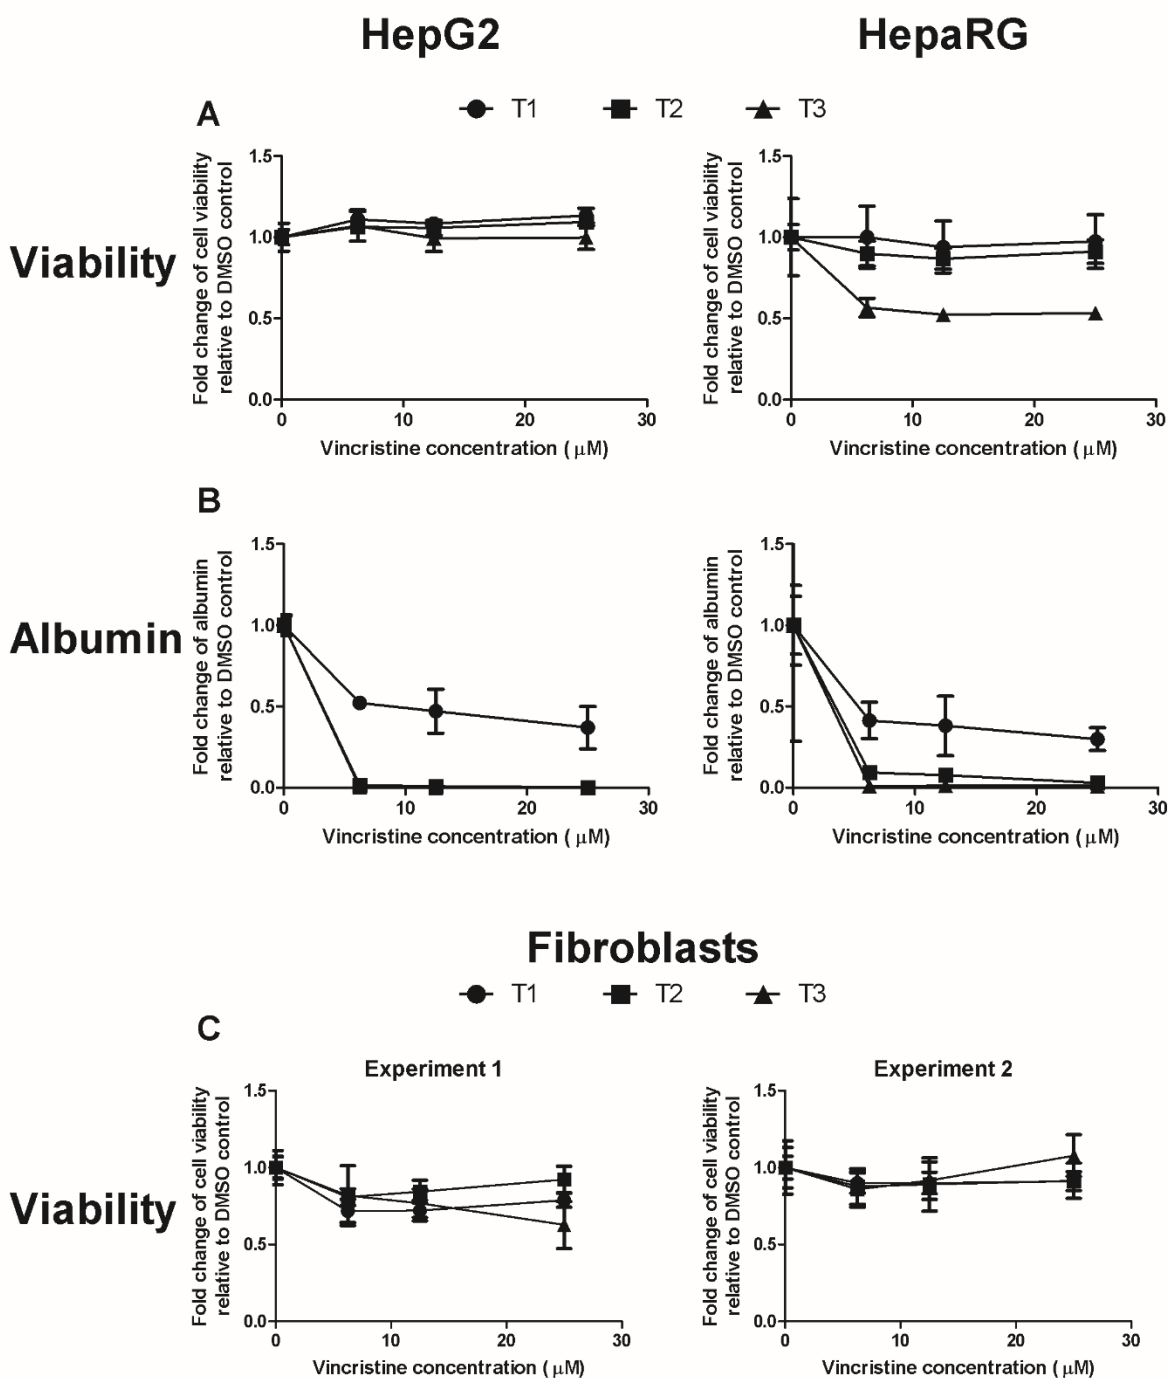 HepG2 HepaRG
T1 T2 T3
A
Viability
Fold change of cell viability
relative to DMSO control
1.5
1.0
0.5
0.0
0 10 20 30
Vincristine concentration ( µM)
Fold change of cell viability
relative to DMSO control
1.5
1.0
0.5
0.0
0 10 20 30
Vincristine concentration ( µM)
B
Albumin
Fold change of albumin
relative to DMSO control
1.5
1.0
0.5
0.0
0 10 20 30
Vincristine concentration ( µM)
Fold change of albumin
relative to DMSO control
1.5
1.0
0.5
0.0
0 10 20 30
Vincristine concentration ( µM)
Fibroblasts
T1 T2 T3
C
Viability
Experiment 1
Fold change of cell viability
relative to DMSO control
1.5
1.0
0.5
0.0
0 10 20 30
Vincristine concentration ( µM)
Experiment 2
Fold change of cell viability
relative to DMSO control
1.5
1.0
0.5
0.0
0 10 20 30
Vincristine concentration ( µM)